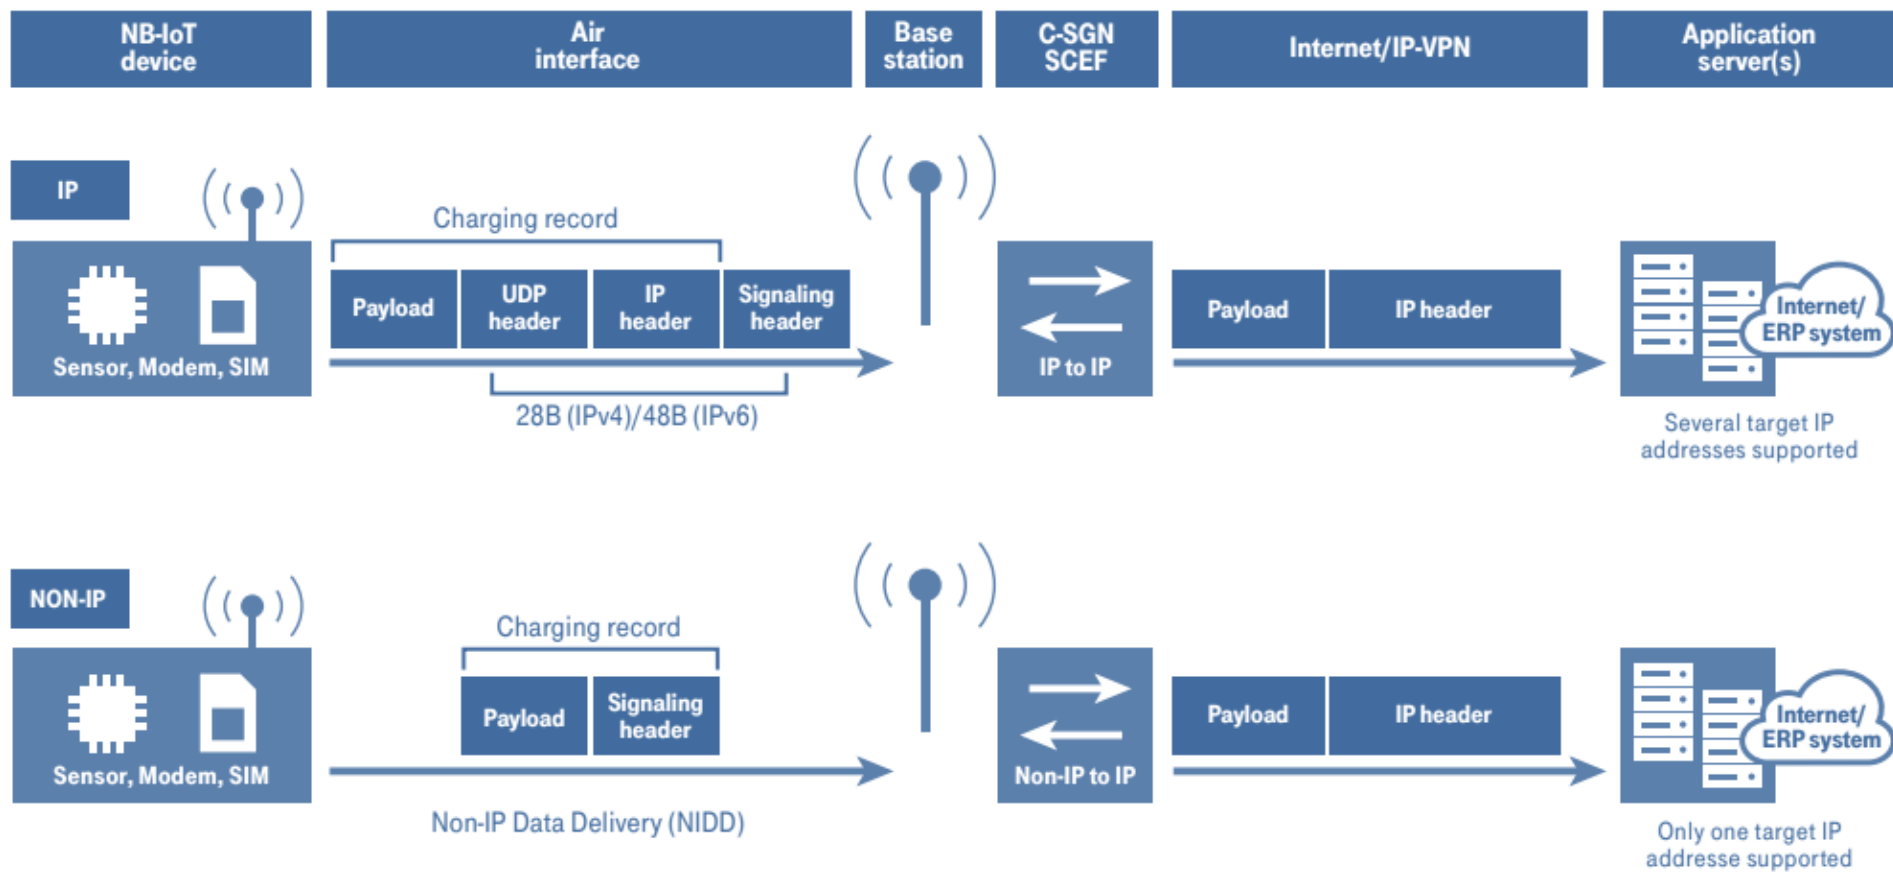 NB-IoT
device
Air
interface
Base
station
C-SGN
SCEF
Internet/IP-VPN
Application
server(s)
IP
Charging record
Payload
UDP
header
IP
header
Signaling
header
Sensor, Modem, SIM
28B (IPv4)/48B (IPv6)
IP to IP
Payload
IP header
Internet/
ERP system
Several target IP
addresses supported
NON-IP
Charging record
Payload
Signaling
header
Sensor, Modem, SIM
Non-IP Data Delivery (NIDD)
Non-IP to IP
Payload
IP header
Internet/
ERP system
Only one target IP
addresse supported